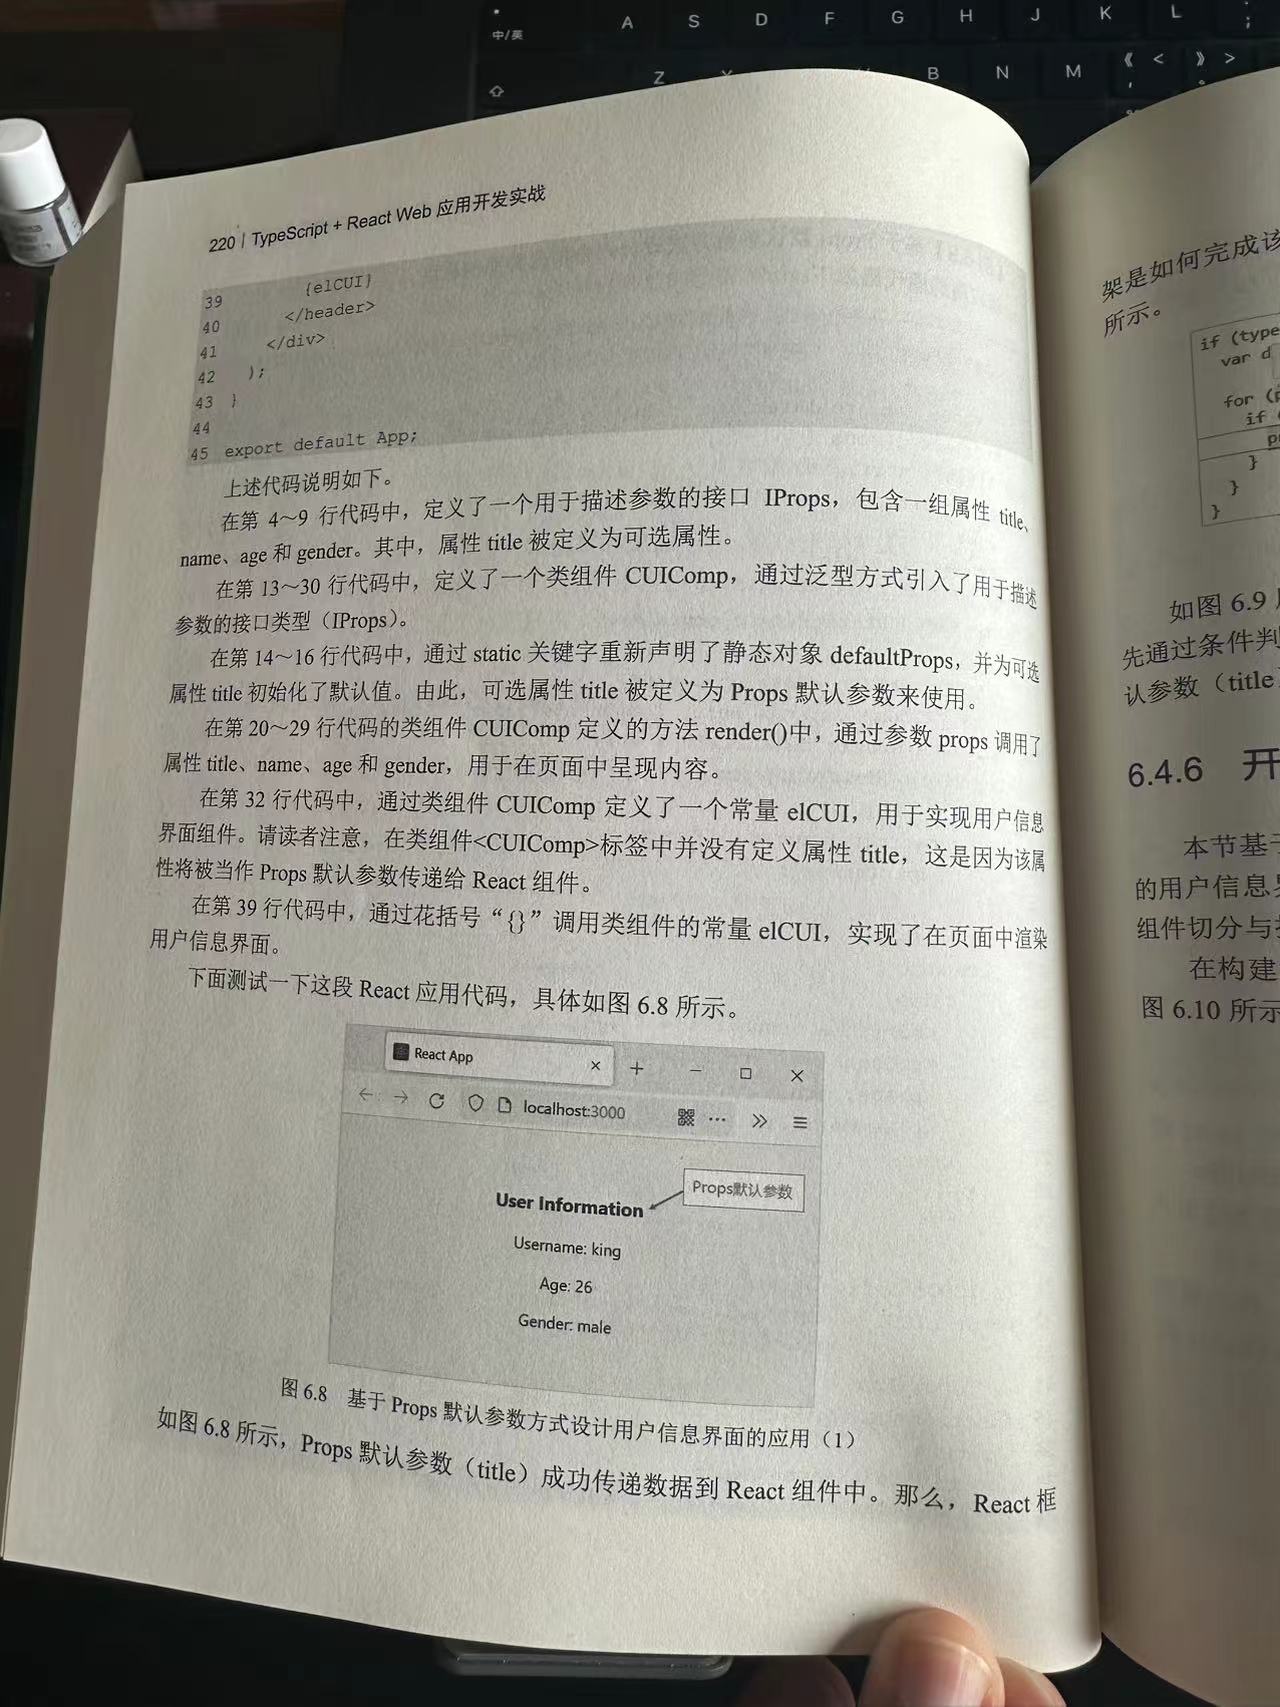 中/英
A S D F G H J K L ;
Z B N M 《 < 》 >
220 | TypeScript + React Web 应用开发实战
39 {elCUI}
40 </header>
41 </div>
42 );
43 }
44
45 export default App;
上述代码说明如下。
在第 4～9 行代码中，定义了一个用于描述参数的接口 IProps，包含一组属性 title、
name、age 和 gender。其中，属性 title 被定义为可选属性。
在第 13～30 行代码中，定义了一个类组件 CUIComp，通过泛型方式引入了用于描述
参数的接口类型（IProps）。
在第 14～16 行代码中，通过 static 关键字重新声明了静态对象 defaultProps，并为可选
属性 title 初始化了默认值。由此，可选属性 title 被定义为 Props 默认参数来使用。
在第 20～29 行代码的类组件 CUIComp 定义的方法 render()中，通过参数 props 调用了
属性 title、name、age 和 gender，用于在页面中呈现内容。
在第 32 行代码中，通过类组件 CUIComp 定义了一个常量 elCUI，用于实现用户信息
界面组件。请读者注意，在类组件<CUIComp>标签中并没有定义属性 title，这是因为该属
性将被当作 Props 默认参数传递给 React 组件。
在第 39 行代码中，通过花括号“{}”调用类组件的常量 elCUI，实现了在页面中渲染
用户信息界面。
下面测试一下这段 React 应用代码，具体如图 6.8 所示。
React App
localhost:3000
Props默认参数
User Information
Username: king
Age: 26
Gender: male
图 6.8 基于 Props 默认参数方式设计用户信息界面的应用（1）
如图 6.8 所示，Props 默认参数（title）成功传递数据到 React 组件中。那么，React 框
架是如何完成该
所示。
if (type
var d
for (
if
}
}
}
如图 6.9
先通过条件判
认参数（title
6.4.6 开
本节基于
的用户信息
组件切分与
在构建
图 6.10 所示